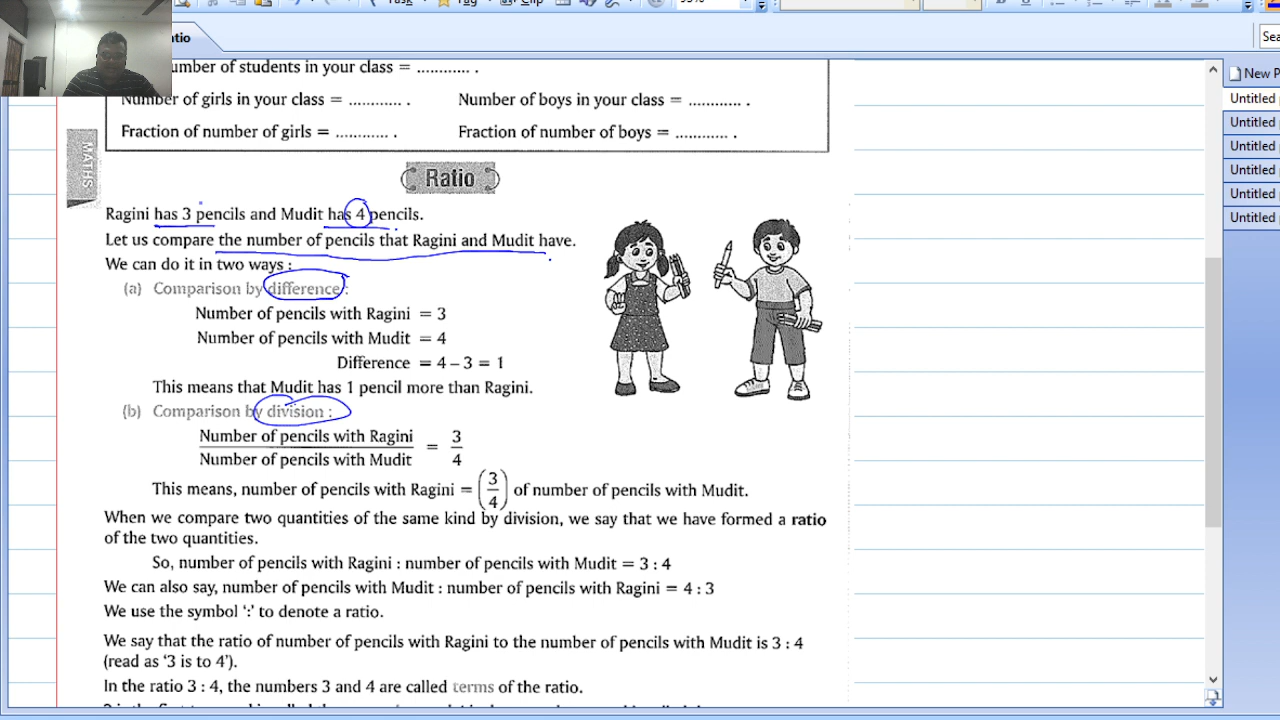 Task
Tag
Clip
tio
Sea
New P
Untitled
Untitled
Untitled
Untitled
Untitled
Untitled
umber of students in your class = ............ .
Number of girls in your class = ............ . Number of boys in your class = ............ .
Fraction of number of girls = ............ . Fraction of number of boys = ............ .
MATHS
Ratio
Ragini has 3 pencils and Mudit has 4 pencils.
Let us compare the number of pencils that Ragini and Mudit have.
We can do it in two ways :
(a) Comparison by difference :
Number of pencils with Ragini = 3
Number of pencils with Mudit = 4
Difference = 4 – 3 = 1
This means that Mudit has 1 pencil more than Ragini.
(b) Comparison by division :
Number of pencils with Ragini / Number of pencils with Mudit = 3/4
This means, number of pencils with Ragini = (3/4) of number of pencils with Mudit.
When we compare two quantities of the same kind by division, we say that we have formed a ratio
of the two quantities.
So, number of pencils with Ragini : number of pencils with Mudit = 3 : 4
We can also say, number of pencils with Mudit : number of pencils with Ragini = 4 : 3
We use the symbol ':' to denote a ratio.
We say that the ratio of number of pencils with Ragini to the number of pencils with Mudit is 3 : 4
(read as '3 is to 4').
In the ratio 3 : 4, the numbers 3 and 4 are called terms of the ratio.